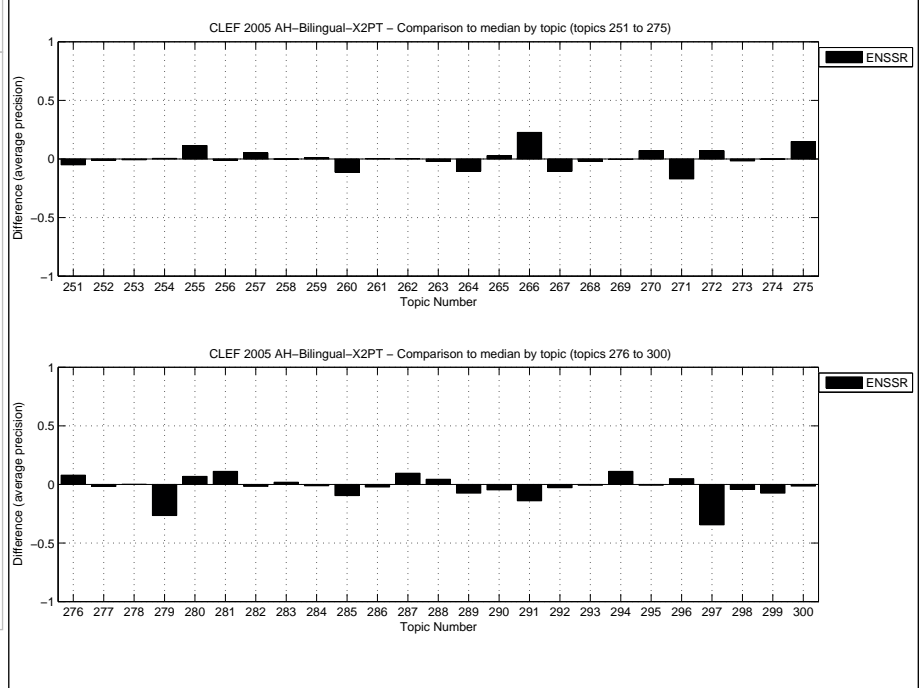 CLEF 2005 AH−Bilingual−X2PT − Comparison to median by topic (topics 251 to 275)
1
0.5
0
−0.5
−1
Difference (average precision)
ENSSR
251 252 253 254 255 256 257 258 259 260 261 262 263 264 265 266 267 268 269 270 271 272 273 274 275
Topic Number
CLEF 2005 AH−Bilingual−X2PT − Comparison to median by topic (topics 276 to 300)
1
0.5
0
−0.5
−1
Difference (average precision)
ENSSR
276 277 278 279 280 281 282 283 284 285 286 287 288 289 290 291 292 293 294 295 296 297 298 299 300
Topic Number